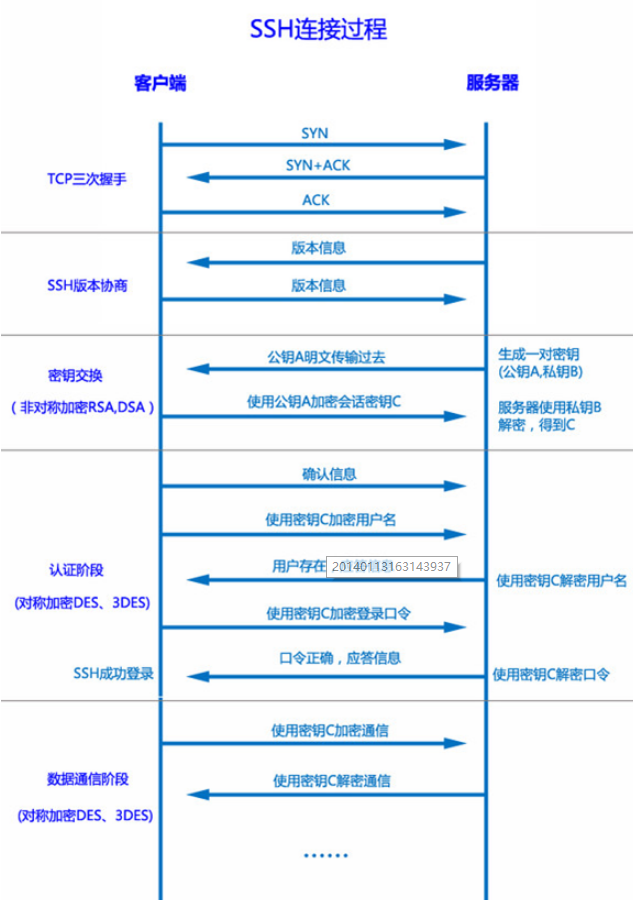 SSH连接过程
客户端
服务器
SYN
SYN+ACK
TCP三次握手
ACK
版本信息
SSH版本协商
版本信息
公钥A明文传输过去
生成一对密钥
(公钥A,私钥B)
密钥交换
（非对称加密RSA,DSA）
使用公钥A加密会话密钥C
服务器使用私钥B
解密，得到C
确认信息
使用密钥C加密用户名
用户存在
20140113163143937
认证阶段
使用密钥C解密用户名
(对称加密DES、3DES)
使用密钥C加密登录口令
口令正确，应答信息
SSH成功登录
使用密钥C解密口令
使用密钥C加密通信
数据通信阶段
使用密钥C解密通信
(对称加密DES、3DES)
……